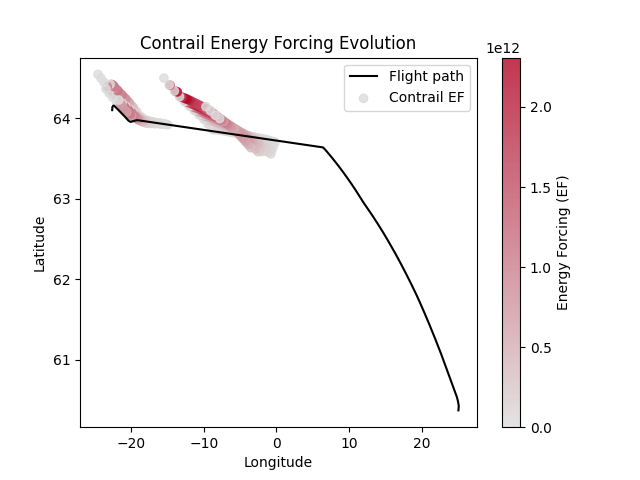 Contrail Energy Forcing Evolution
1e12
Flight path
Contrail EF
64
63
62
61
Latitude
−20
−10
0
10
20
Longitude
2.0
1.5
1.0
0.5
0.0
Energy Forcing (EF)